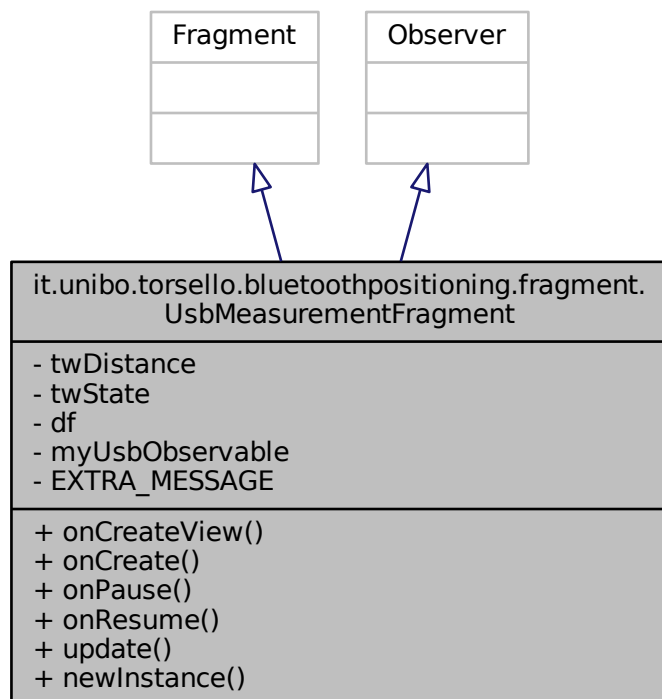 Fragment
Observer
it.unibo.torsello.bluetoothpositioning.fragment.
UsbMeasurementFragment
- twDistance
- twState
- df
- myUsbObservable
- EXTRA_MESSAGE
+ onCreateView()
+ onCreate()
+ onPause()
+ onResume()
+ update()
+ newInstance()